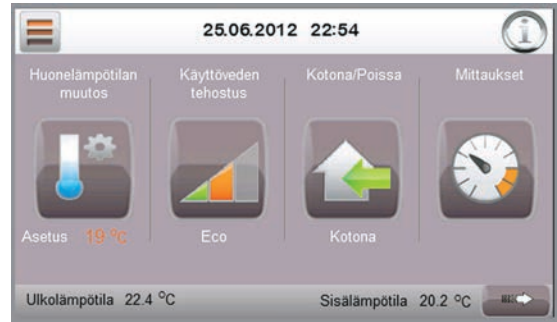 25.06.2012 22:54
Huonelämpötilan
muutos
Käyttöveden
tehostus
Kotona/Poissa
Mittaukset
Asetus 19 °C
Eco
Kotona
Ulkolämpötila 22.4 °C
Sisälämpötila 20.2 °C